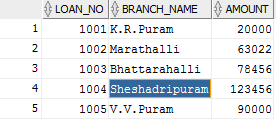 LOAN_NO BRANCH_NAME AMOUNT
1 1001 K.R.Puram 20000
2 1002 Marathalli 63022
3 1003 Bhattarahalli 78456
4 1004 Sheshadripuram 123456
5 1005 V.V.Puram 90000